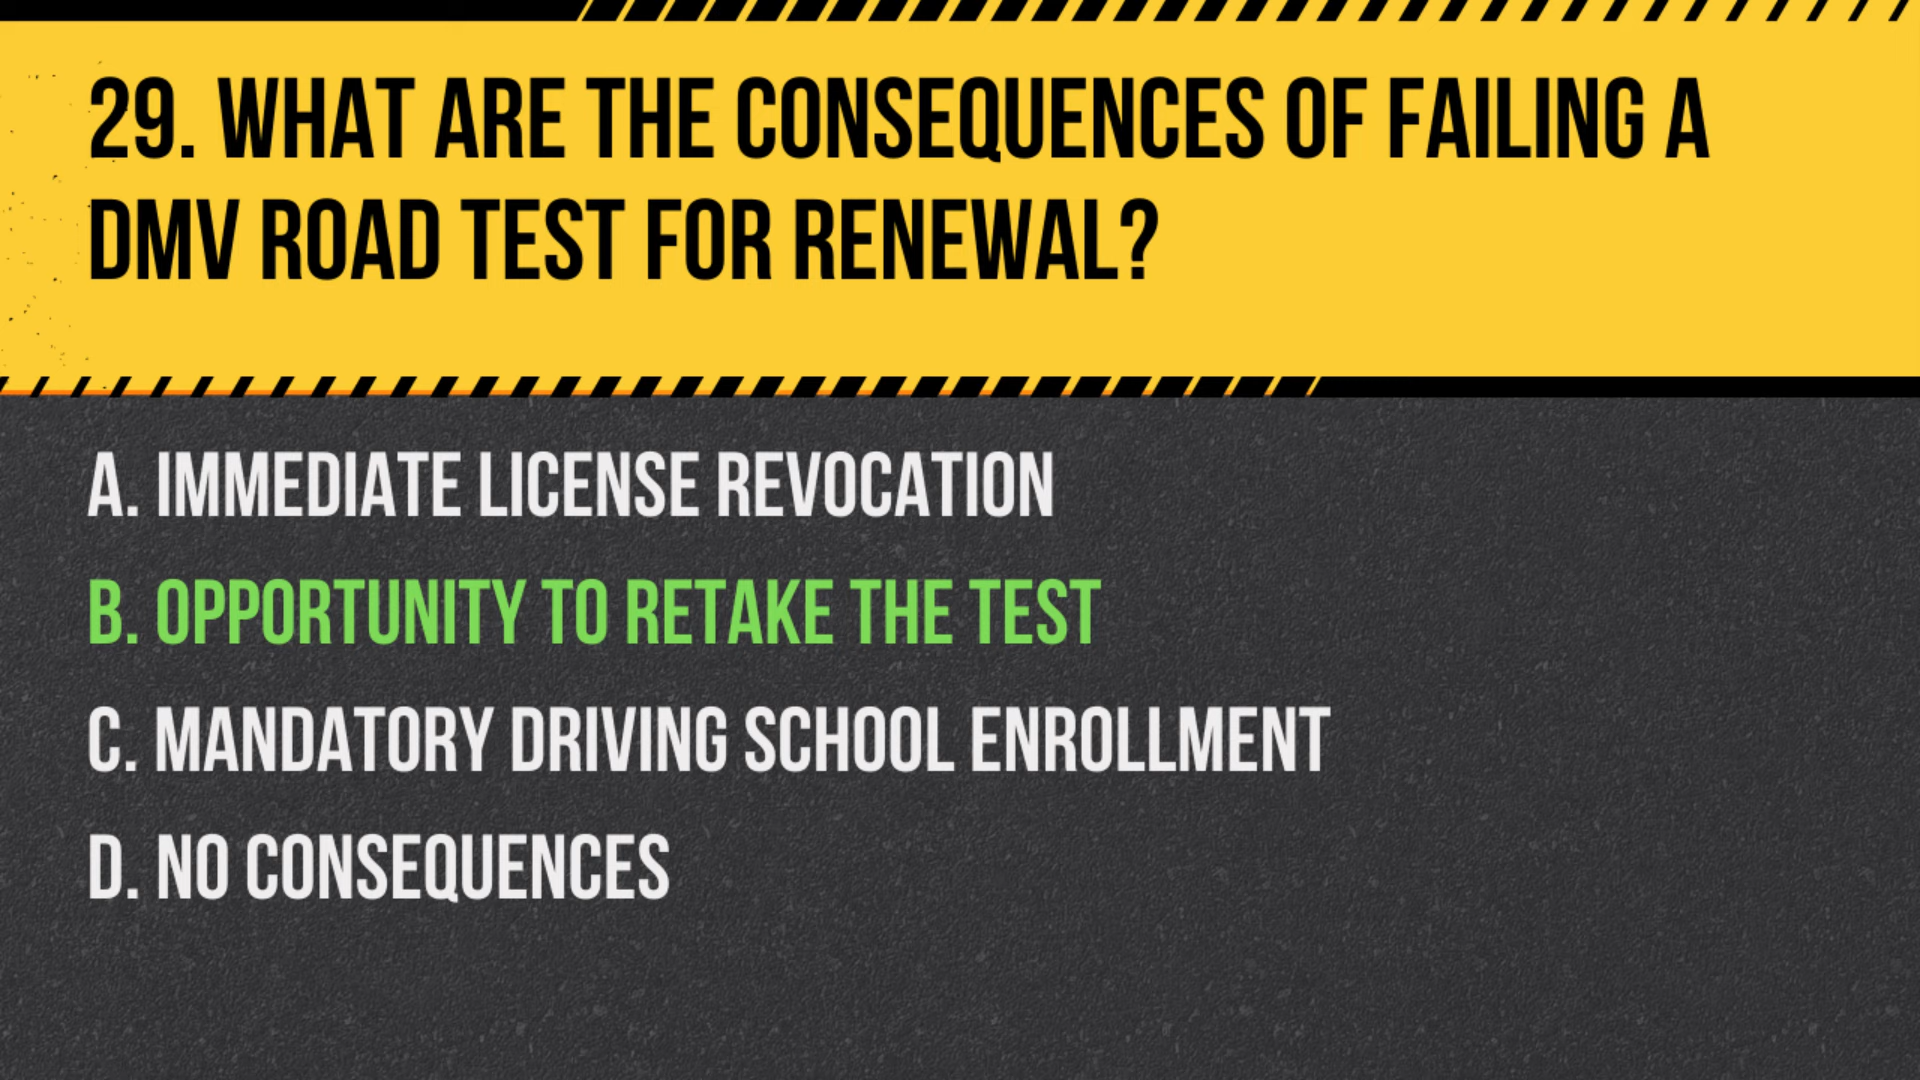 29. WHAT ARE THE CONSEQUENCES OF FAILING A
DMV ROAD TEST FOR RENEWAL?
A. IMMEDIATE LICENSE REVOCATION
B. OPPORTUNITY TO RETAKE THE TEST
C. MANDATORY DRIVING SCHOOL ENROLLMENT
D. NO CONSEQUENCES